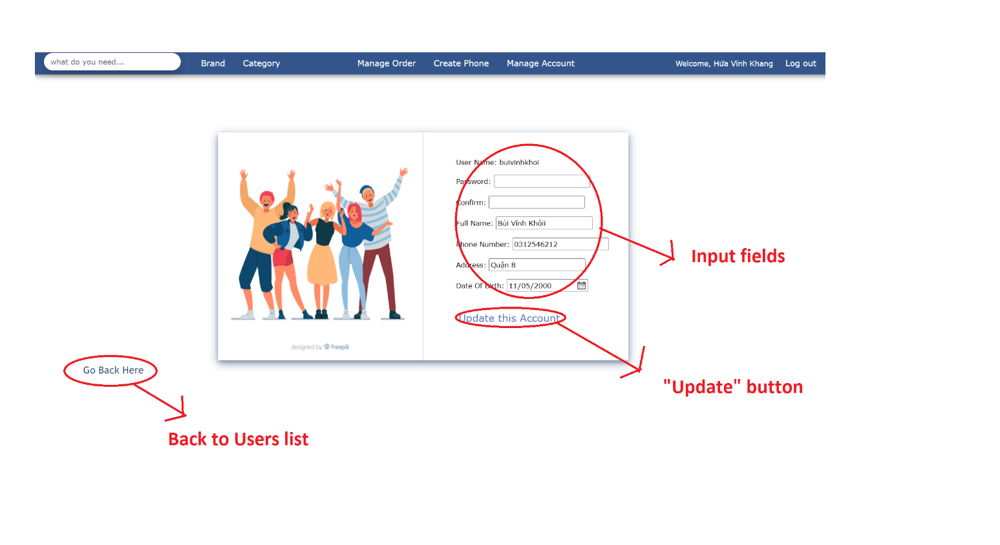 what do you need...
Brand
Category
Manage Order
Create Phone
Manage Account
Welcome, Hứa Vĩnh Khang
Log out
User Name: buivinhkhoi
Password:
Confirm:
Full Name: Bùi Vĩnh Khôii
Phone Number: 0312546212
Address: Quận 8
Date Of Birth: 11/05/2000
Input fields
Update this Account
designed by freepik
Go Back Here
"Update" button
Back to Users list